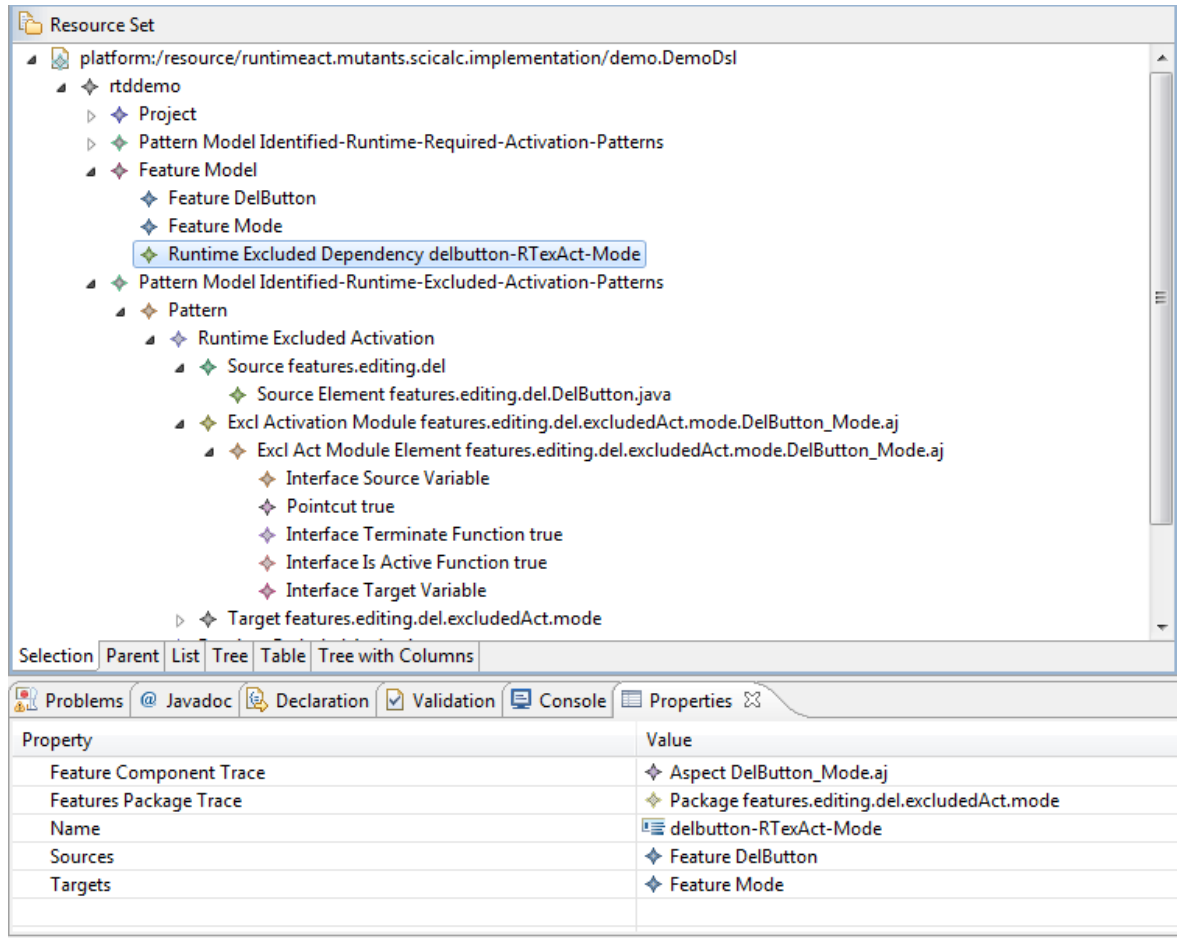 Resource Set
platform:/resource/runtimeact.mutants.scicalc.implementation/demo.DemoDsl
rtddemo
Project
Pattern Model Identified-Runtime-Required-Activation-Patterns
Feature Model
Feature DelButton
Feature Mode
Runtime Excluded Dependency delbutton-RTexAct-Mode
Pattern Model Identified-Runtime-Excluded-Activation-Patterns
Pattern
Runtime Excluded Activation
Source features.editing.del
Source Element features.editing.del.DelButton.java
Excl Activation Module features.editing.del.excludedAct.mode.DelButton_Mode.aj
Excl Act Module Element features.editing.del.excludedAct.mode.DelButton_Mode.aj
Interface Source Variable
Pointcut true
Interface Terminate Function true
Interface Is Active Function true
Interface Target Variable
Target features.editing.del.excludedAct.mode
Selection Parent List Tree Table Tree with Columns
Problems @ Javadoc Declaration Validation Console Properties
Property Value
Feature Component Trace Aspect DelButton_Mode.aj
Features Package Trace Package features.editing.del.excludedAct.mode
Name delbutton-RTexAct-Mode
Sources Feature DelButton
Targets Feature Mode